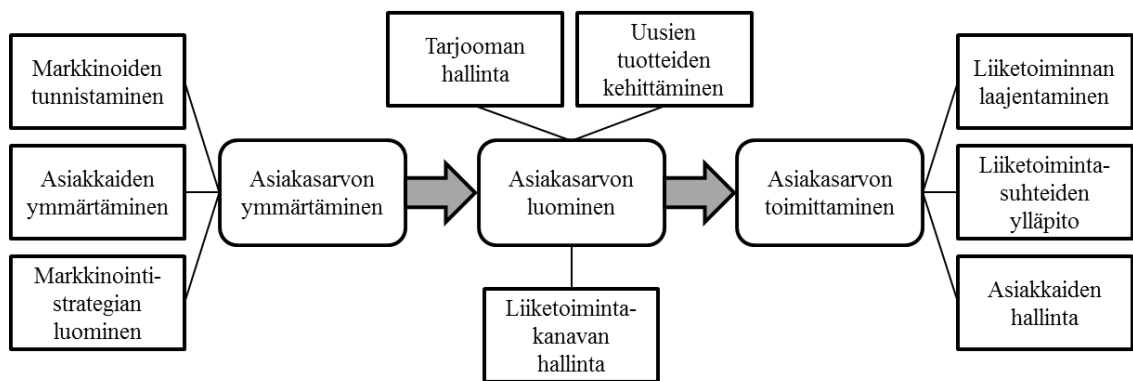 Markkinoiden
tunnistaminen
Asiakkaiden
ymmärtäminen
Markkinointi-
strategian
luominen
Asiakasarvon
ymmärtäminen
Tarjooman
hallinta
Uusien
tuotteiden
kehittäminen
Asiakasarvon
luominen
Liiketoiminta-
kanavan
hallinta
Asiakasarvon
toimittaminen
Liiketoiminnan
laajentaminen
Liiketoiminta-
suhteiden
ylläpito
Asiakkaiden
hallinta